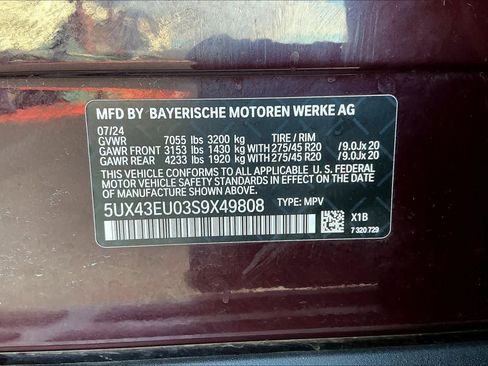 MFD BY BAYERISCHE MOTOREN WERKE AG
07/24
GVWR 7055 lbs 3200 kg TIRE / RIM
GAWR FRONT 3153 lbs 1430 kg WITH 275/45 R20 / 9.0Jx 20
GAWR REAR 4233 lbs 1920 kg WITH 275/45 R20 / 9.0Jx 20
THIS VEHICLE CONFORMS TO ALL APPLICABLE U. S. FEDERAL
MOTOR VEHICLE SAFETY STANDARDS IN EFFECT ON THE
DATE OF MANUFACTURE SHOWN ABOVE.
5UX43EU03S9X49808 TYPE: MPV
X1B
7 320 729